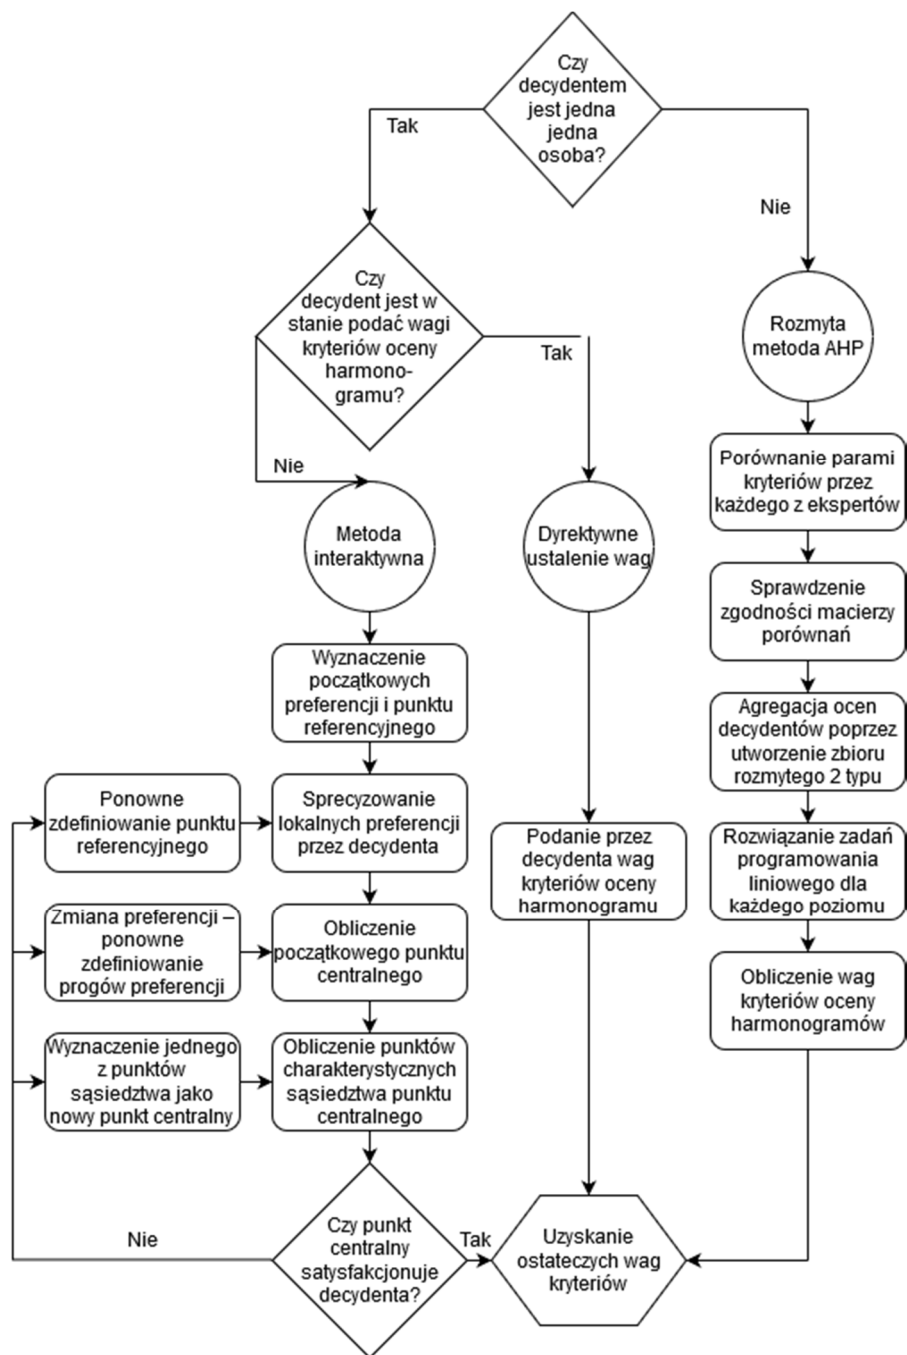 Czy
decydentem
jest jedna
jedna
osoba?
Tak
Nie
Czy
decydent jest w
stanie podać wagi
kryteriów oceny
harmono-
gramu?
Tak
Nie
Rozmyta
metoda AHP
Porównanie parami
kryteriów przez
każdego z ekspertów
Metoda
interaktywna
Dyrektywne
ustalenie wag
Sprawdzenie
zgodności macierzy
porównań
Wyznaczenie
początkowych
preferencji i punktu
referencyjnego
Agregacja ocen
decydentów poprzez
utworzenie zbioru
rozmytego 2 typu
Ponowne
zdefiniowanie punktu
referencyjnego
Sprecyzowanie
lokalnych preferencji
przez decydenta
Podanie przez
decydenta wag
kryteriów oceny
harmonogramu
Rozwiązanie zadań
programowania
liniowego dla
każdego poziomu
Zmiana preferencji –
ponowne
zdefiniowanie
progów preferencji
Obliczenie
początkowego punktu
centralnego
Obliczenie wag
kryteriów oceny
harmonogramów
Wyznaczenie jednego
z punktów
sąsiedztwa jako
nowy punkt centralny
Obliczenie punktów
charakterystycznych
sąsiedztwa punktu
centralnego
Nie
Czy punkt
centralny
satysfakcjonuje
decydenta?
Tak
Uzyskanie
ostateczych wag
kryteriów